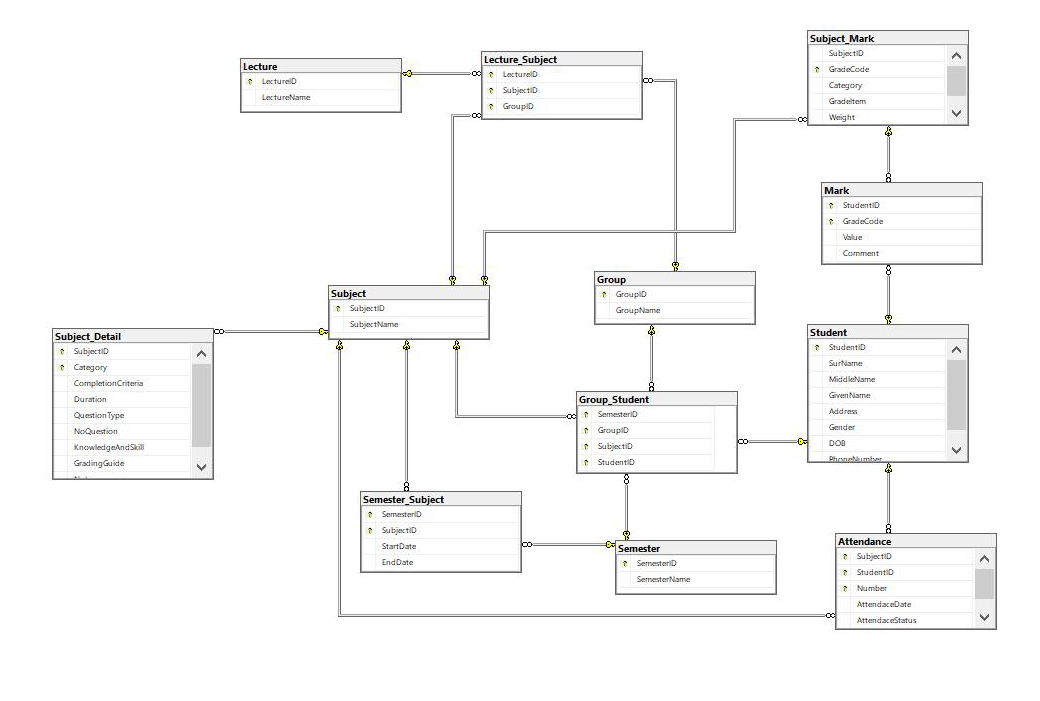 Lecture
LectureID
LectureName
Lecture_Subject
LectureID
SubjectID
GroupID
Subject_Mark
SubjectID
GradeCode
Category
GradeItem
Weight
Mark
StudentID
GradeCode
Value
Comment
Subject
SubjectID
SubjectName
Group
GroupID
GroupName
Subject_Detail
SubjectID
Category
CompletionCriteria
Duration
QuestionType
NoQuestion
KnowledgeAndSkill
GradingGuide
Student
StudentID
SurName
MiddleName
GivenName
Address
Gender
DOB
PhoneNumber
Group_Student
SemesterID
GroupID
SubjectID
StudentID
Semester_Subject
SemesterID
SubjectID
StartDate
EndDate
Semester
SemesterID
SemesterName
Attendance
SubjectID
StudentID
Number
AttendaceDate
AttendaceStatus